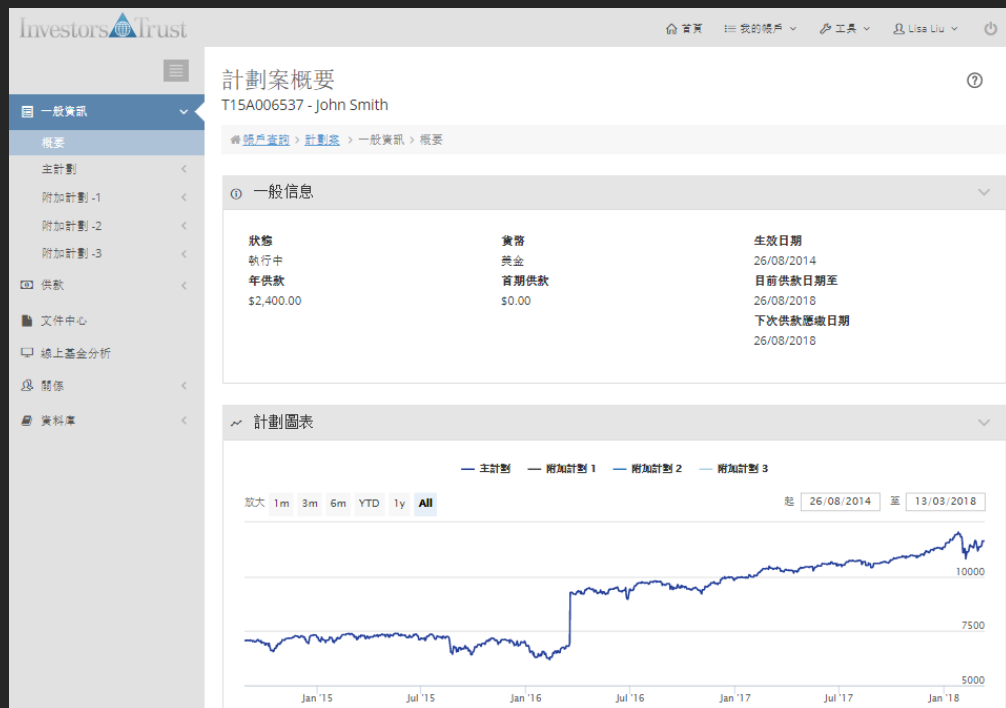 Investors Trust
首頁
我的帳戶
工具
Lisa Liu
計劃案概要
T15A006537 - John Smith
帳戶查詢 > 計劃案 > 一般資訊 > 概要
一般資訊
概要
主計劃
附加計劃 -1
附加計劃 -2
附加計劃 -3
供款
文件中心
線上基金分析
關係
資料庫
一般信息
狀態
執行中
年供款
$2,400.00
貨幣
美金
首期供款
$0.00
生效日期
26/08/2014
目前供款日期至
26/08/2018
下次供款應繳日期
26/08/2018
計劃圖表
主計劃 附加計劃 1 附加計劃 2 附加計劃 3
放大 1m 3m 6m YTD 1y All
起 26/08/2014 至 13/03/2018
10000
7500
5000
Jan '15 Jul '15 Jan '16 Jul '16 Jan '17 Jul '17 Jan '18